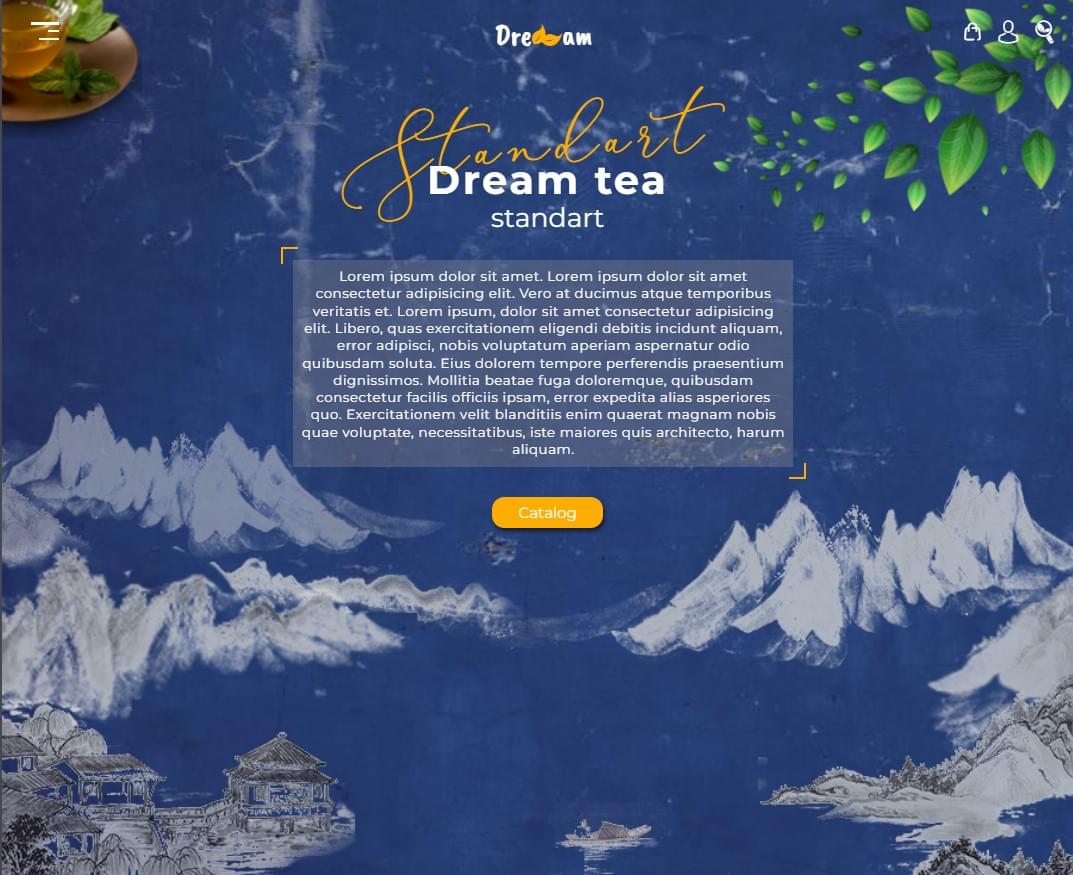 Dream
Standart
Dream tea
standart
Lorem ipsum dolor sit amet. Lorem ipsum dolor sit amet
consectetur adipisicing elit. Vero at ducimus atque temporibus
veritatis et. Lorem ipsum, dolor sit amet consectetur adipisicing
elit. Libero, quas exercitationem eligendi debitis incidunt aliquam,
error adipisci, nobis voluptatum aperiam aspernatur odio
quibusdam soluta. Eius dolorem tempore perferendis praesentium
dignissimos. Mollitia beatae fuga doloremque, quibusdam
consectetur facilis officiis ipsam, error expedita alias asperiores
quo. Exercitationem velit blanditiis enim quaerat magnam nobis
quae voluptate, necessitatibus, iste maiores quis architecto, harum
aliquam.
Catalog